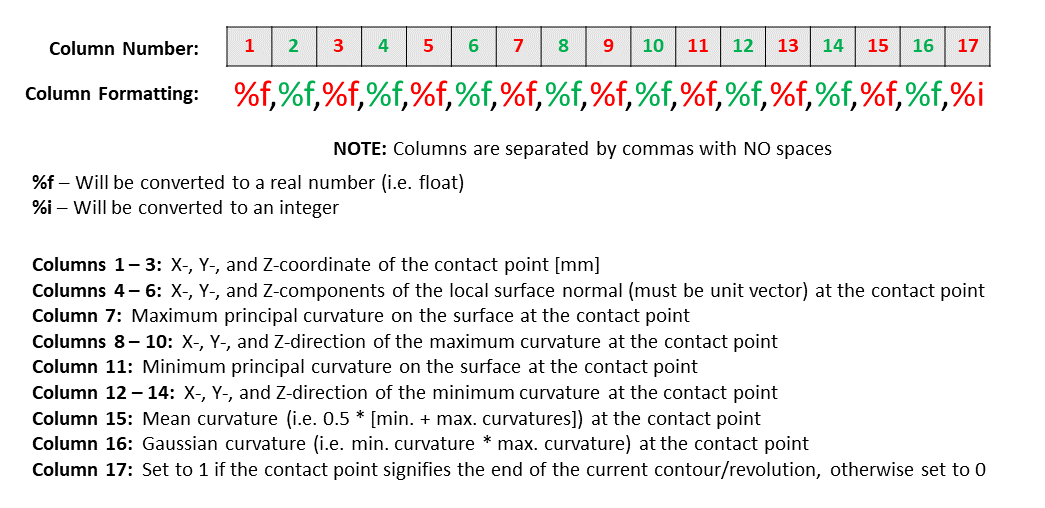 Column Number: 1 2 3 4 5 6 7 8 9 10 11 12 13 14 15 16 17
Column Formatting: %f,%f,%f,%f,%f,%f,%f,%f,%f,%f,%f,%f,%f,%f,%f,%f,%i
NOTE: Columns are separated by commas with NO spaces
%f – Will be converted to a real number (i.e. float)
%i – Will be converted to an integer
Columns 1 – 3: X-, Y-, and Z-coordinate of the contact point [mm]
Columns 4 – 6: X-, Y-, and Z-components of the local surface normal (must be unit vector) at the contact point
Column 7: Maximum principal curvature on the surface at the contact point
Columns 8 – 10: X-, Y-, and Z-direction of the maximum curvature at the contact point
Column 11: Minimum principal curvature on the surface at the contact point
Column 12 – 14: X-, Y-, and Z-direction of the minimum curvature at the contact point
Column 15: Mean curvature (i.e. 0.5 * [min. + max. curvatures]) at the contact point
Column 16: Gaussian curvature (i.e. min. curvature * max. curvature) at the contact point
Column 17: Set to 1 if the contact point signifies the end of the current contour/revolution, otherwise set to 0